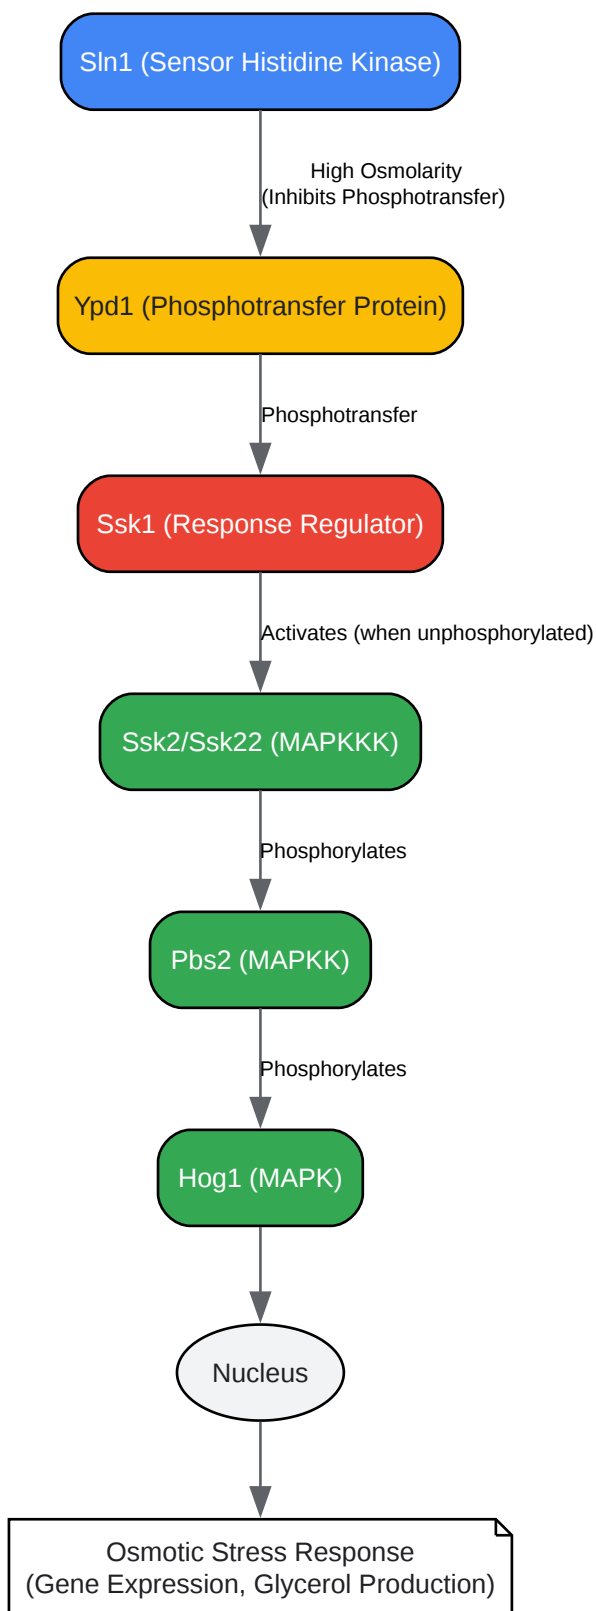 Sln1 (Sensor Histidine Kinase)
High Osmolarity
(Inhibits Phosphotransfer)
Ypd1 (Phosphotransfer Protein)
Phosphotransfer
Ssk1 (Response Regulator)
Activates (when unphosphorylated)
Ssk2/Ssk22 (MAPKKK)
Phosphorylates
Pbs2 (MAPKK)
Phosphorylates
Hog1 (MAPK)
Nucleus
Osmotic Stress Response
(Gene Expression, Glycerol Production)